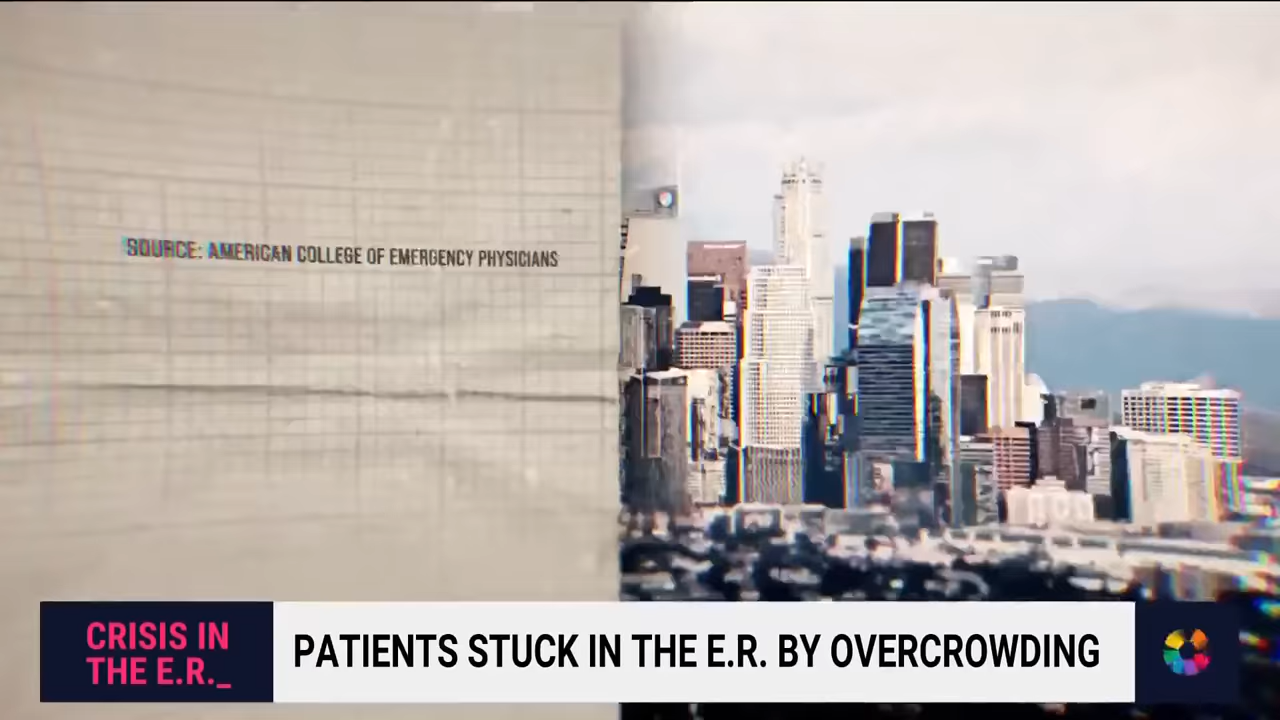 SOURCE: AMERICAN COLLEGE OF EMERGENCY PHYSICIANS
CRISIS IN
THE E.R._
PATIENTS STUCK IN THE E.R. BY OVERCROWDING